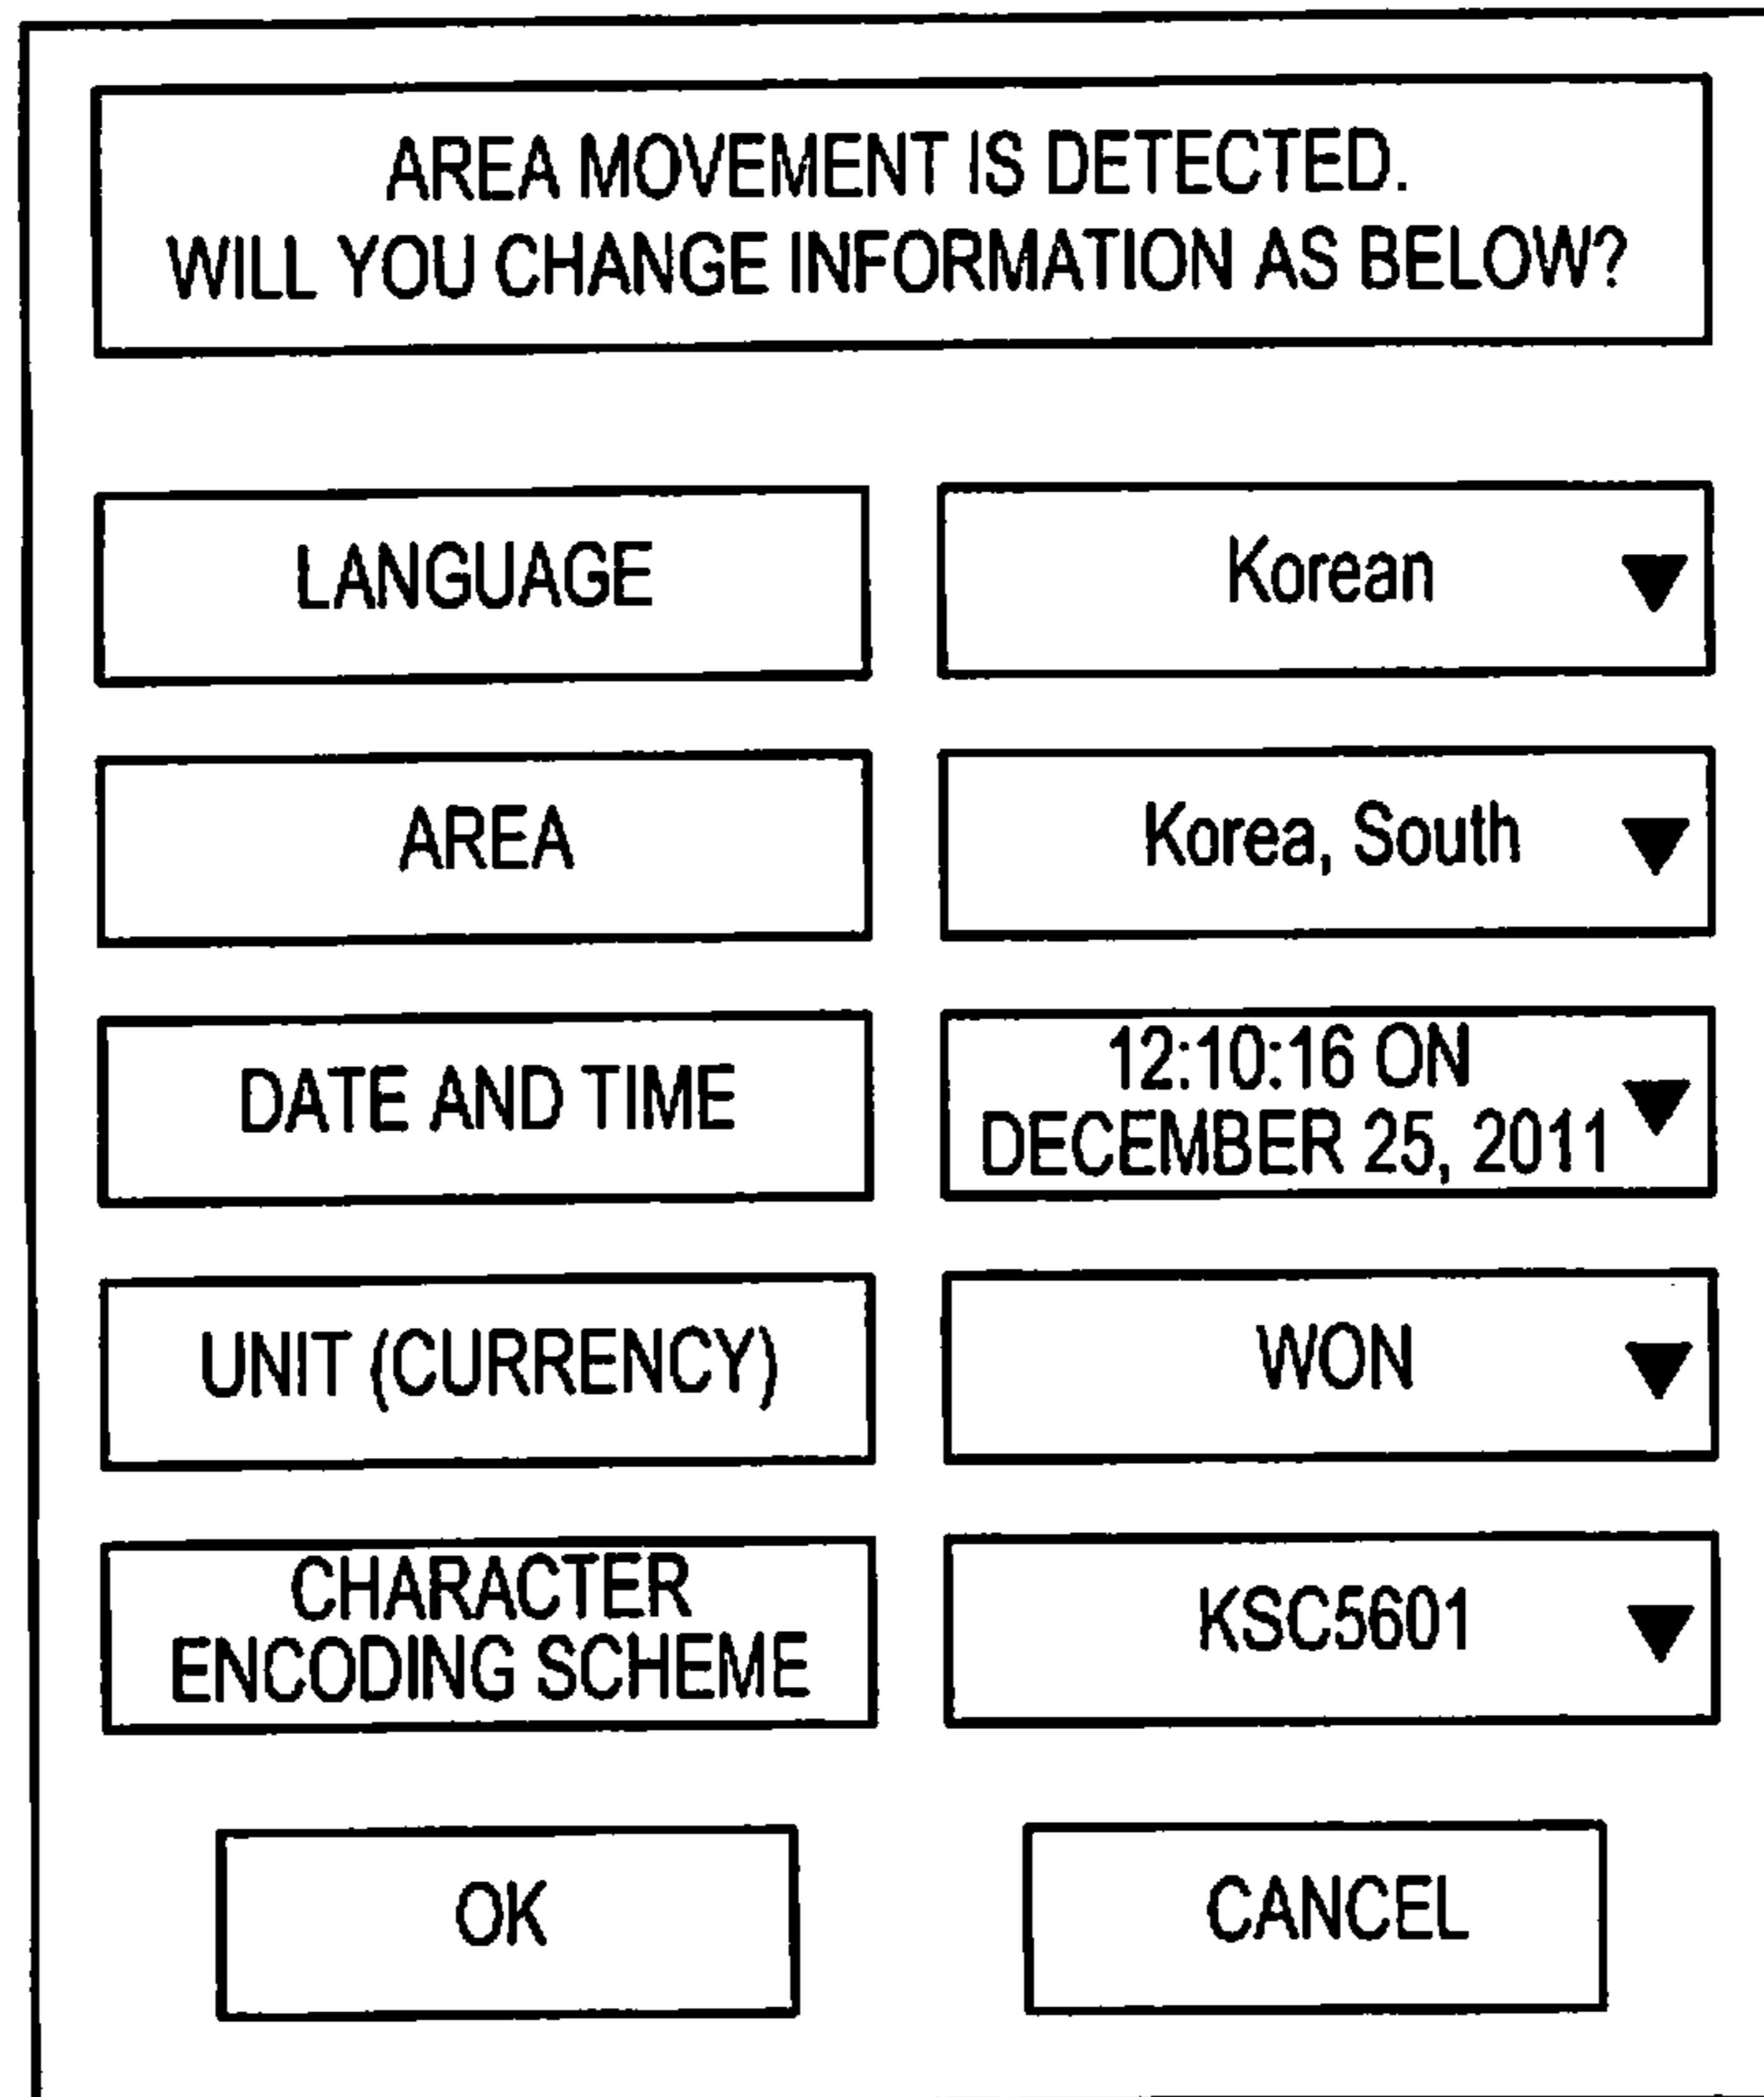 AREA MOVEMENT IS DETECTED.
WILL YOU CHANGE INFORMATION AS BELOW?
LANGUAGE
Korean
AREA
Korea, South
DATE AND TIME
12:10:16 ON
DECEMBER 25, 2011
UNIT (CURRENCY)
WON
CHARACTER
ENCODING SCHEME
KSC5601
OK
CANCEL